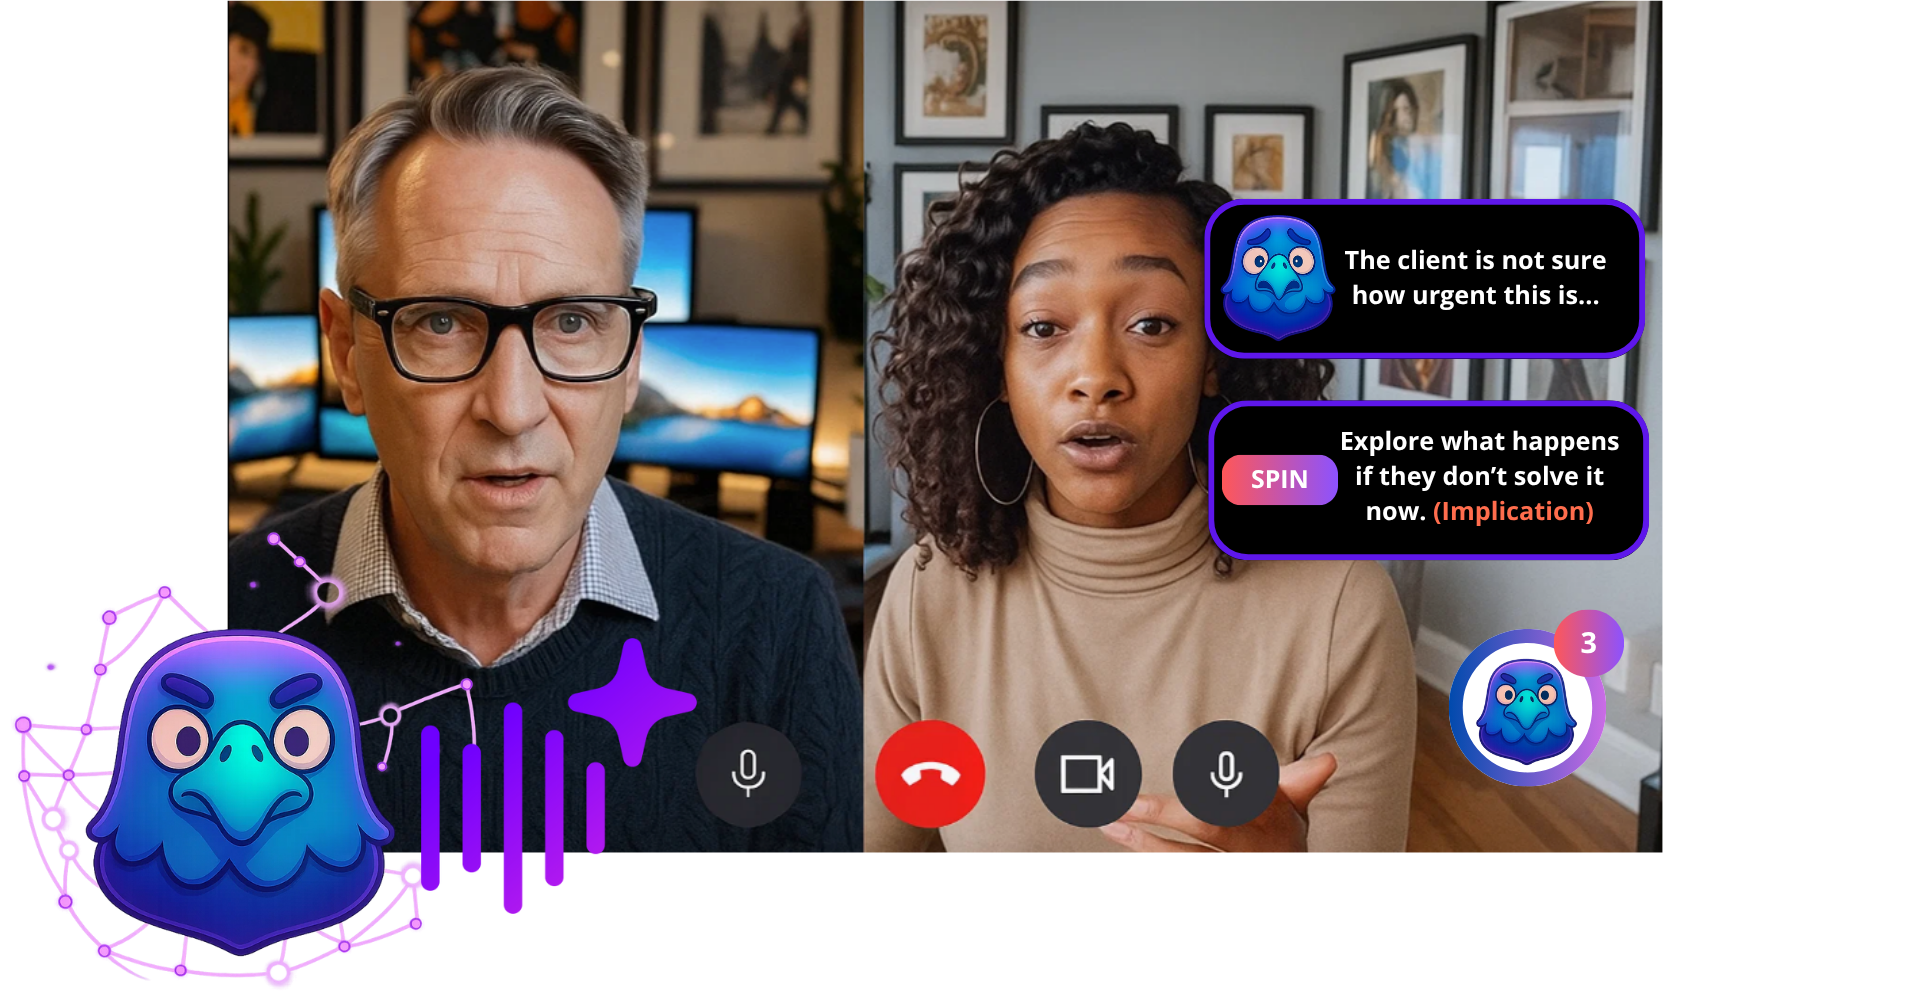 The client is not sure
how urgent this is...
SPIN
Explore what happens
if they don’t solve it
now. (Implication)
3